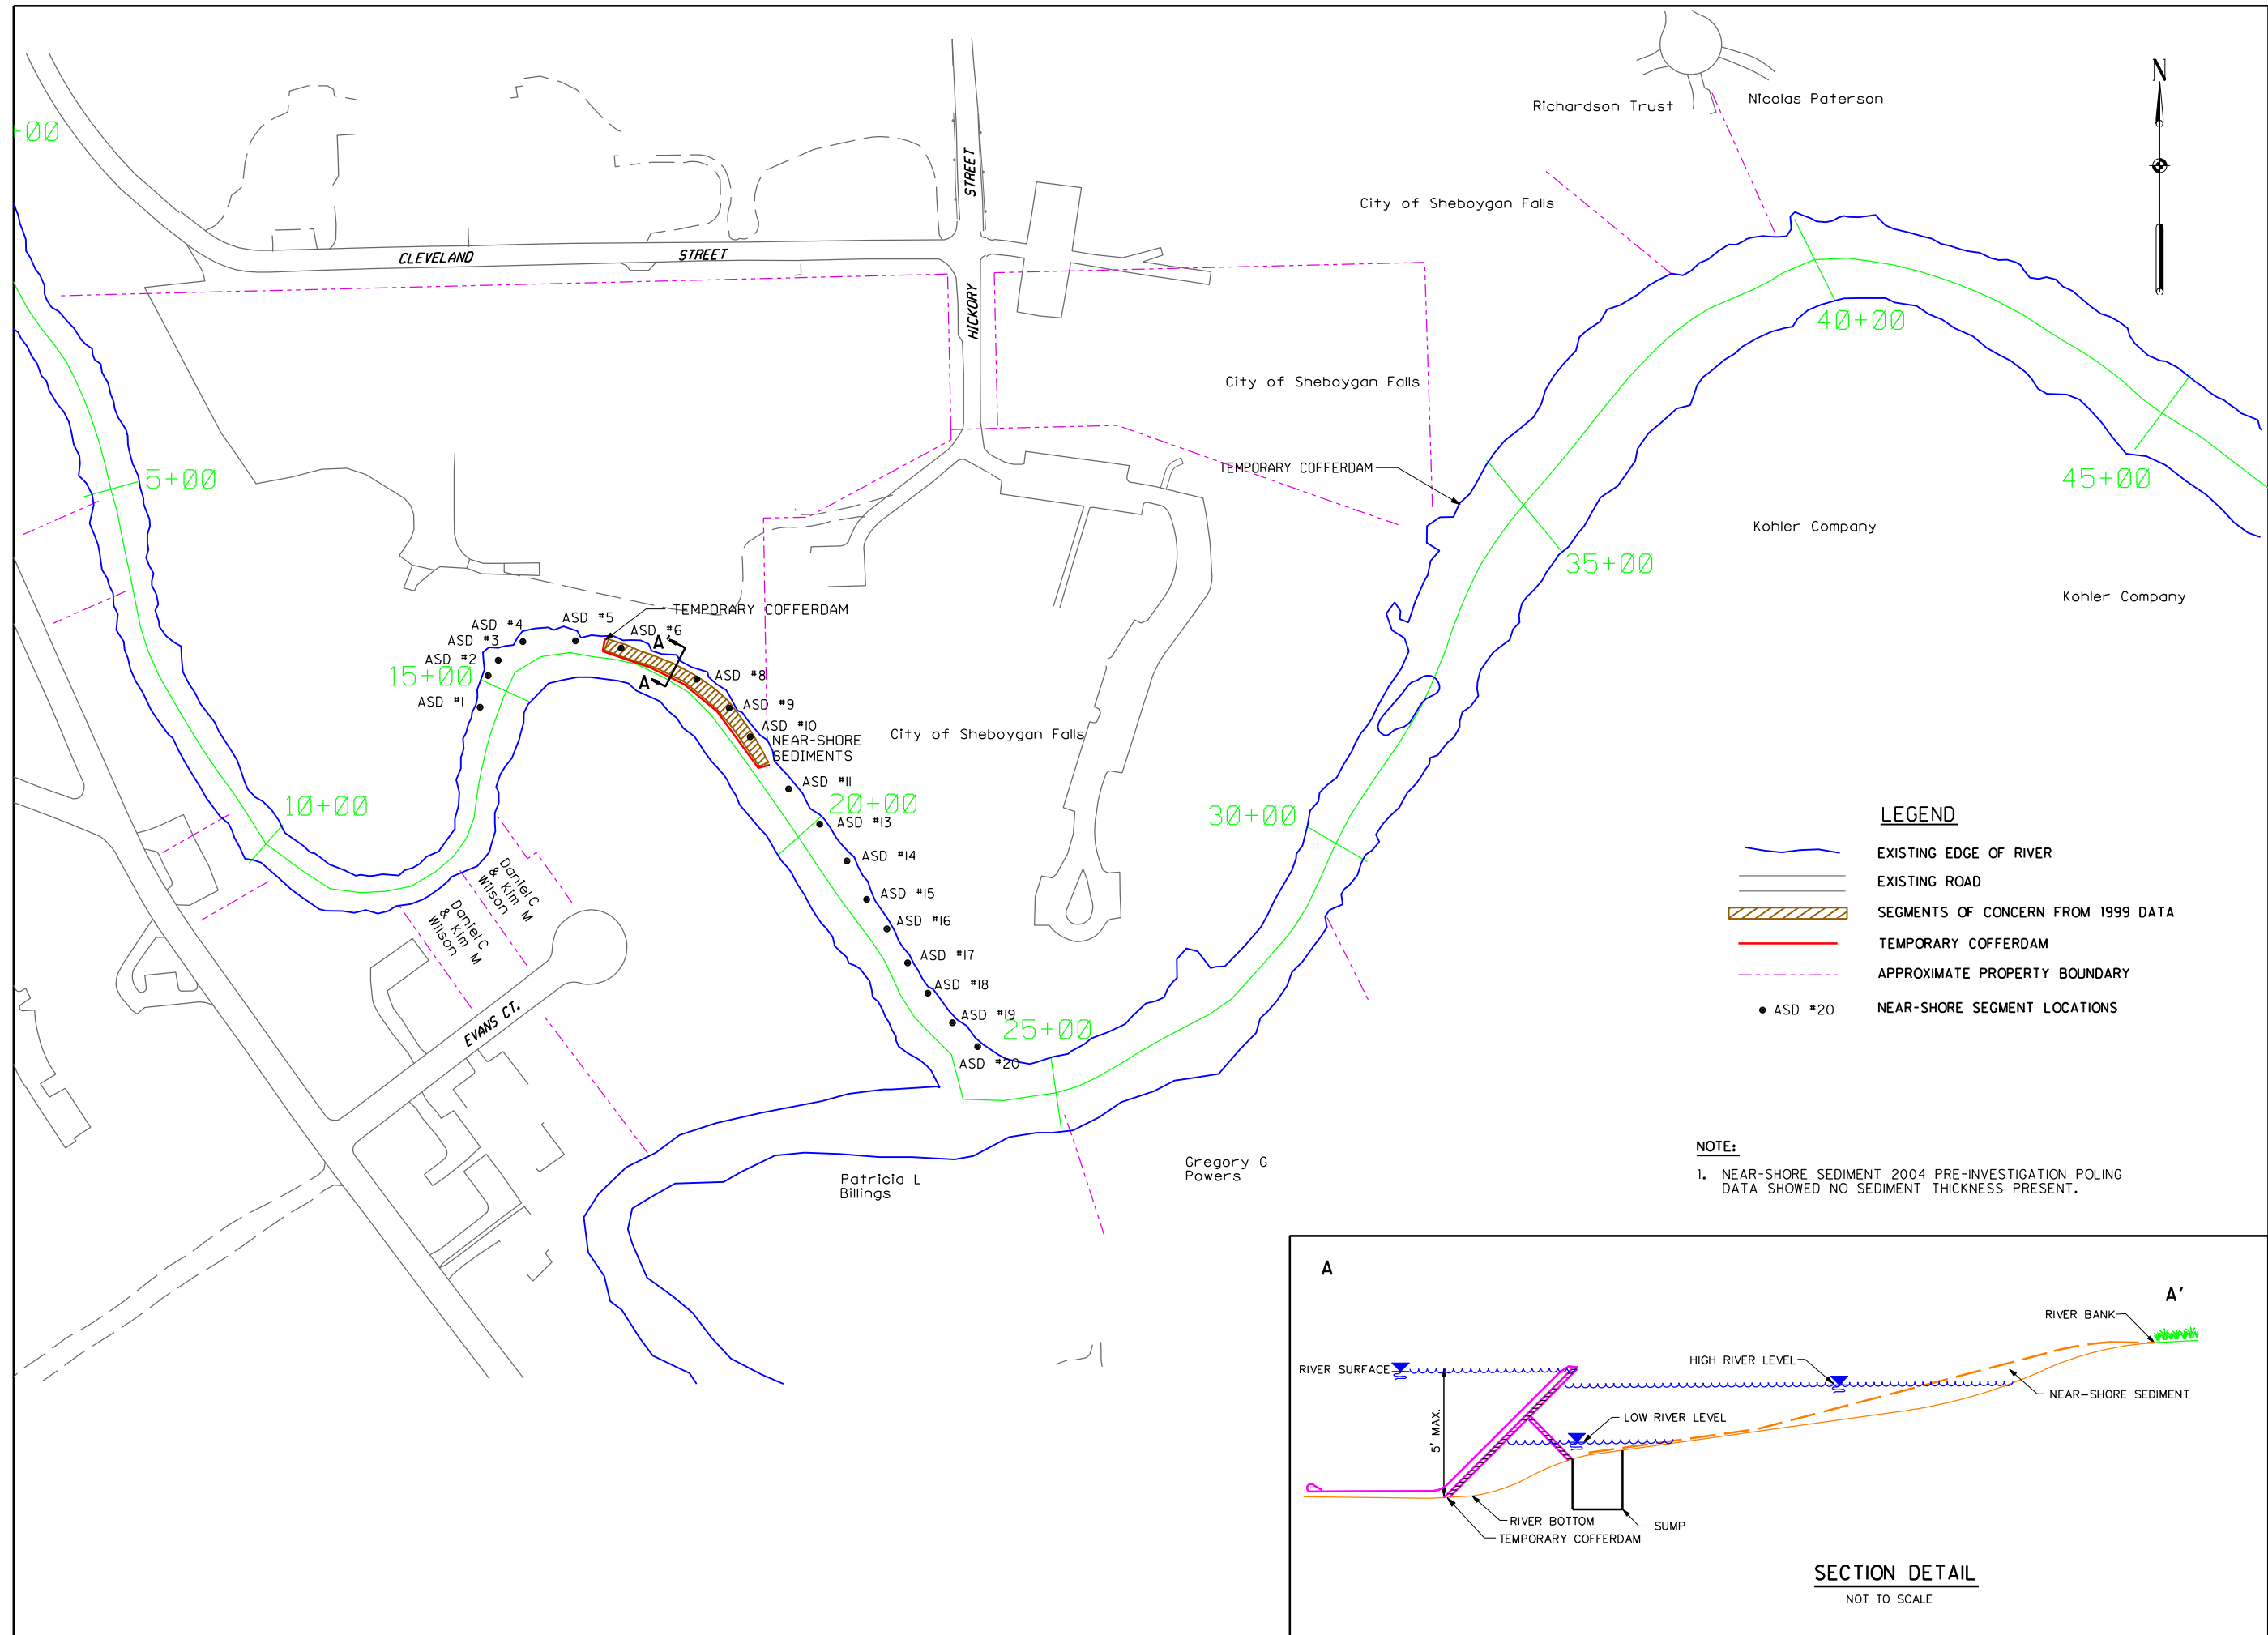 N
Richardson Trust
Nicolas Paterson
+00
STREET
City of Sheboygan Falls
CLEVELAND
STREET
HICKORY
40+00
City of Sheboygan Falls
TEMPORARY COFFERDAM
5+00
45+00
Kohler Company
35+00
Kohler Company
TEMPORARY COFFERDAM
ASD #5
ASD #4
ASD #6
ASD #3
A'
ASD #2
15+00
A
ASD #8
ASD #1
ASD #9
ASD #10
NEAR-SHORE
SEDIMENTS
City of Sheboygan Falls
ASD #11
10+00
20+00
ASD #13
30+00
ASD #14
ASD #15
ASD #16
ASD #17
ASD #18
ASD #19
25+00
ASD #20
Daniel C
& Kim M
Wilson
Daniel C
& Kim M
Wilson
EVANS CT.
Patricia L
Billings
Gregory G
Powers
LEGEND
EXISTING EDGE OF RIVER
EXISTING ROAD
SEGMENTS OF CONCERN FROM 1999 DATA
TEMPORARY COFFERDAM
APPROXIMATE PROPERTY BOUNDARY
ASD #20 NEAR-SHORE SEGMENT LOCATIONS
NOTE:
1. NEAR-SHORE SEDIMENT 2004 PRE-INVESTIGATION POLING
DATA SHOWED NO SEDIMENT THICKNESS PRESENT.
A
A'
RIVER BANK
RIVER SURFACE
HIGH RIVER LEVEL
NEAR-SHORE SEDIMENT
LOW RIVER LEVEL
5' MAX.
RIVER BOTTOM
SUMP
TEMPORARY COFFERDAM
SECTION DETAIL
NOT TO SCALE